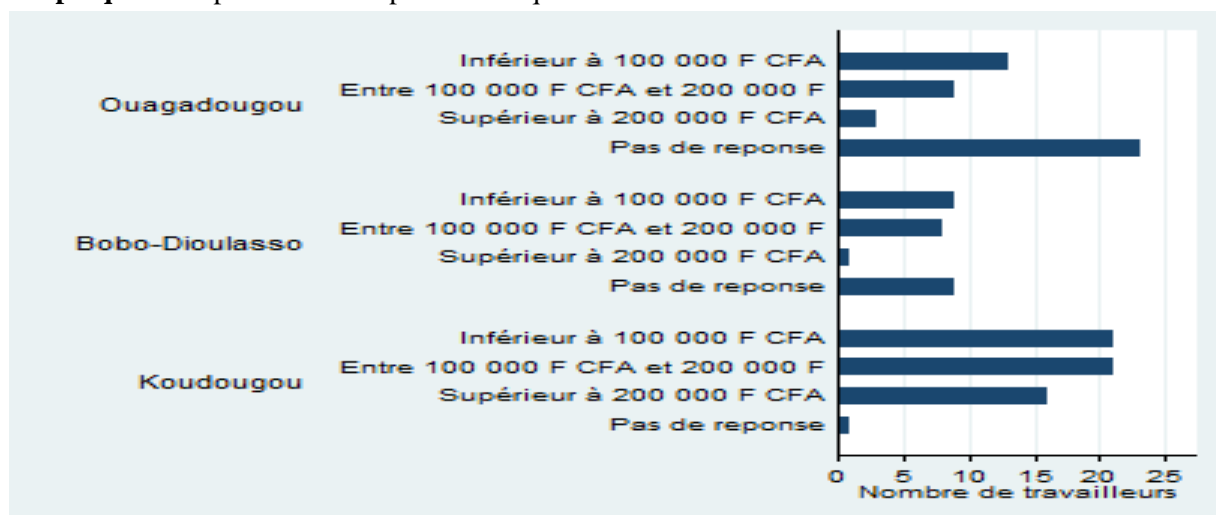 Ouagadougou
Inférieur à 100 000 F CFA
Entre 100 000 F CFA et 200 000 F
Supérieur à 200 000 F CFA
Pas de reponse
Bobo-Dioulasso
Inférieur à 100 000 F CFA
Entre 100 000 F CFA et 200 000 F
Supérieur à 200 000 F CFA
Pas de reponse
Koudougou
Inférieur à 100 000 F CFA
Entre 100 000 F CFA et 200 000 F
Supérieur à 200 000 F CFA
Pas de reponse
0 5 10 15 20 25
Nombre de travailleurs